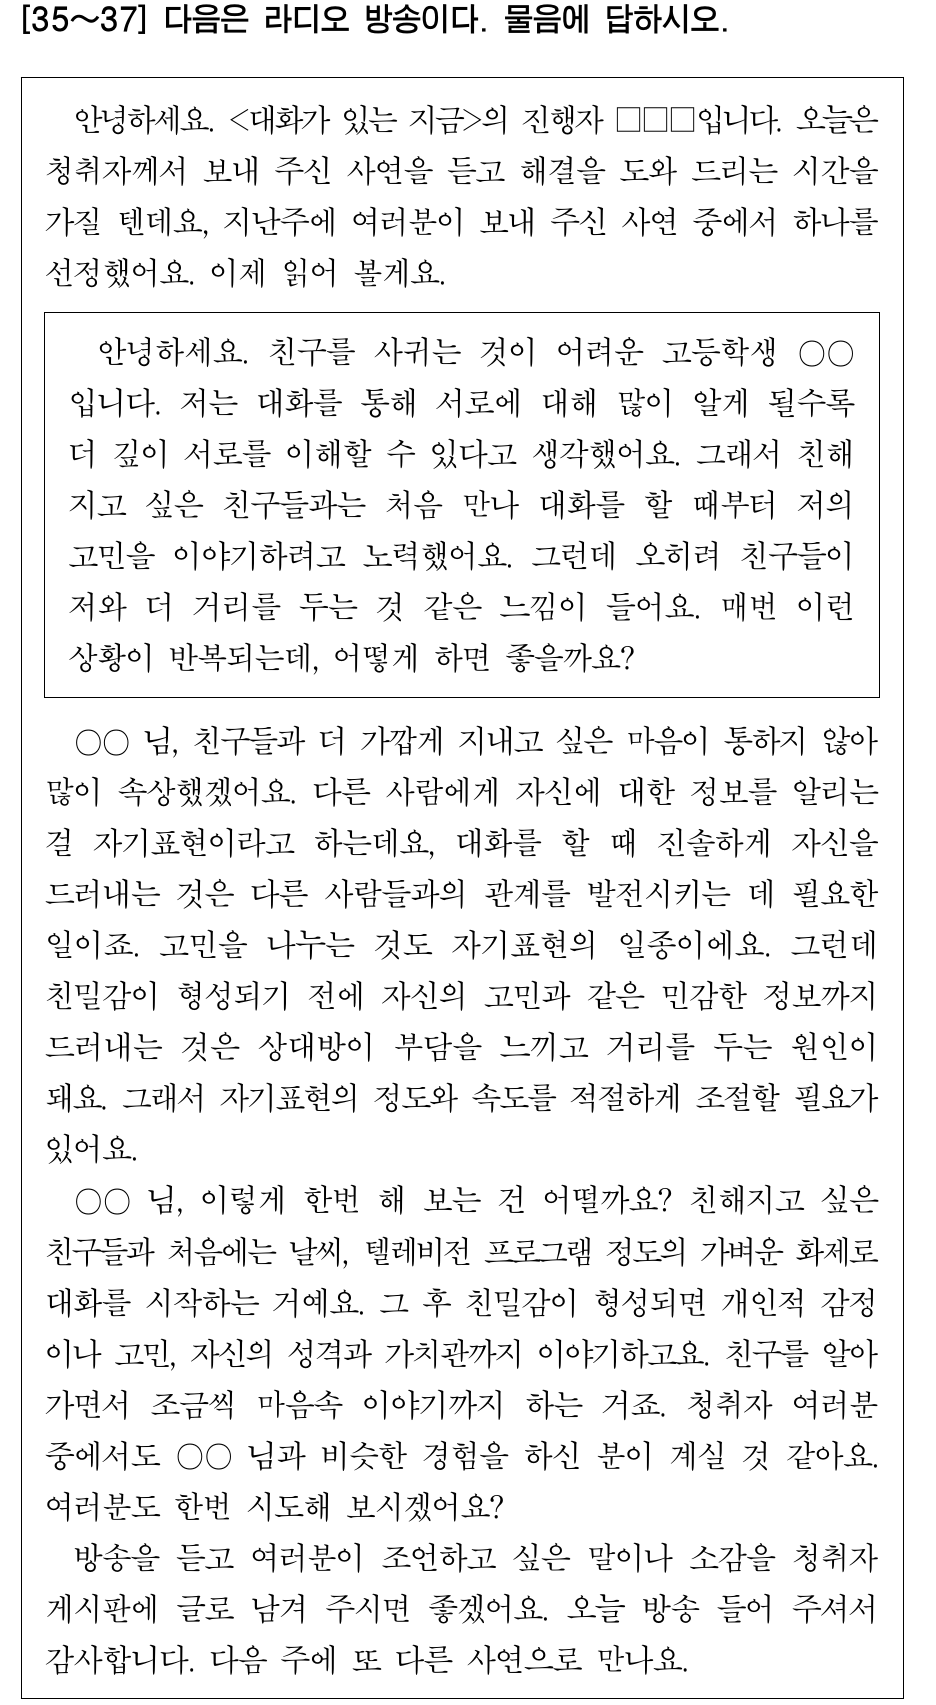 [35～37] 다음은 라디오 방송이다. 물음에 답하시오.
안녕하세요. <대화가 있는 지금>의 진행자 □□□입니다. 오늘은
청취자께서 보내 주신 사연을 듣고 해결을 도와 드리는 시간을
가질 텐데요, 지난주에 여러분이 보내 주신 사연 중에서 하나를
선정했어요. 이제 읽어 볼게요.
안녕하세요. 친구를 사귀는 것이 어려운 고등학생 ○○
입니다. 저는 대화를 통해 서로에 대해 많이 알게 될수록
더 깊이 서로를 이해할 수 있다고 생각했어요. 그래서 친해
지고 싶은 친구들과는 처음 만나 대화를 할 때부터 저의
고민을 이야기하려고 노력했어요. 그런데 오히려 친구들이
저와 더 거리를 두는 것 같은 느낌이 들어요. 매번 이런
상황이 반복되는데, 어떻게 하면 좋을까요?
○○ 님, 친구들과 더 가깝게 지내고 싶은 마음이 통하지 않아
많이 속상했겠어요. 다른 사람에게 자신에 대한 정보를 알리는
걸 자기표현이라고 하는데요, 대화를 할 때 진솔하게 자신을
드러내는 것은 다른 사람들과의 관계를 발전시키는 데 필요한
일이죠. 고민을 나누는 것도 자기표현의 일종이에요. 그런데
친밀감이 형성되기 전에 자신의 고민과 같은 민감한 정보까지
드러내는 것은 상대방이 부담을 느끼고 거리를 두는 원인이
돼요. 그래서 자기표현의 정도와 속도를 적절하게 조절할 필요가
있어요.
○○ 님, 이렇게 한번 해 보는 건 어떨까요? 친해지고 싶은
친구들과 처음에는 날씨, 텔레비전 프로그램 정도의 가벼운 화제로
대화를 시작하는 거예요. 그 후 친밀감이 형성되면 개인적 감정
이나 고민, 자신의 성격과 가치관까지 이야기하고요. 친구를 알아
가면서 조금씩 마음속 이야기까지 하는 거죠. 청취자 여러분
중에서도 ○○ 님과 비슷한 경험을 하신 분이 계실 것 같아요.
여러분도 한번 시도해 보시겠어요?
방송을 듣고 여러분이 조언하고 싶은 말이나 소감을 청취자
게시판에 글로 남겨 주시면 좋겠어요. 오늘 방송 들어 주셔서
감사합니다. 다음 주에 또 다른 사연으로 만나요.